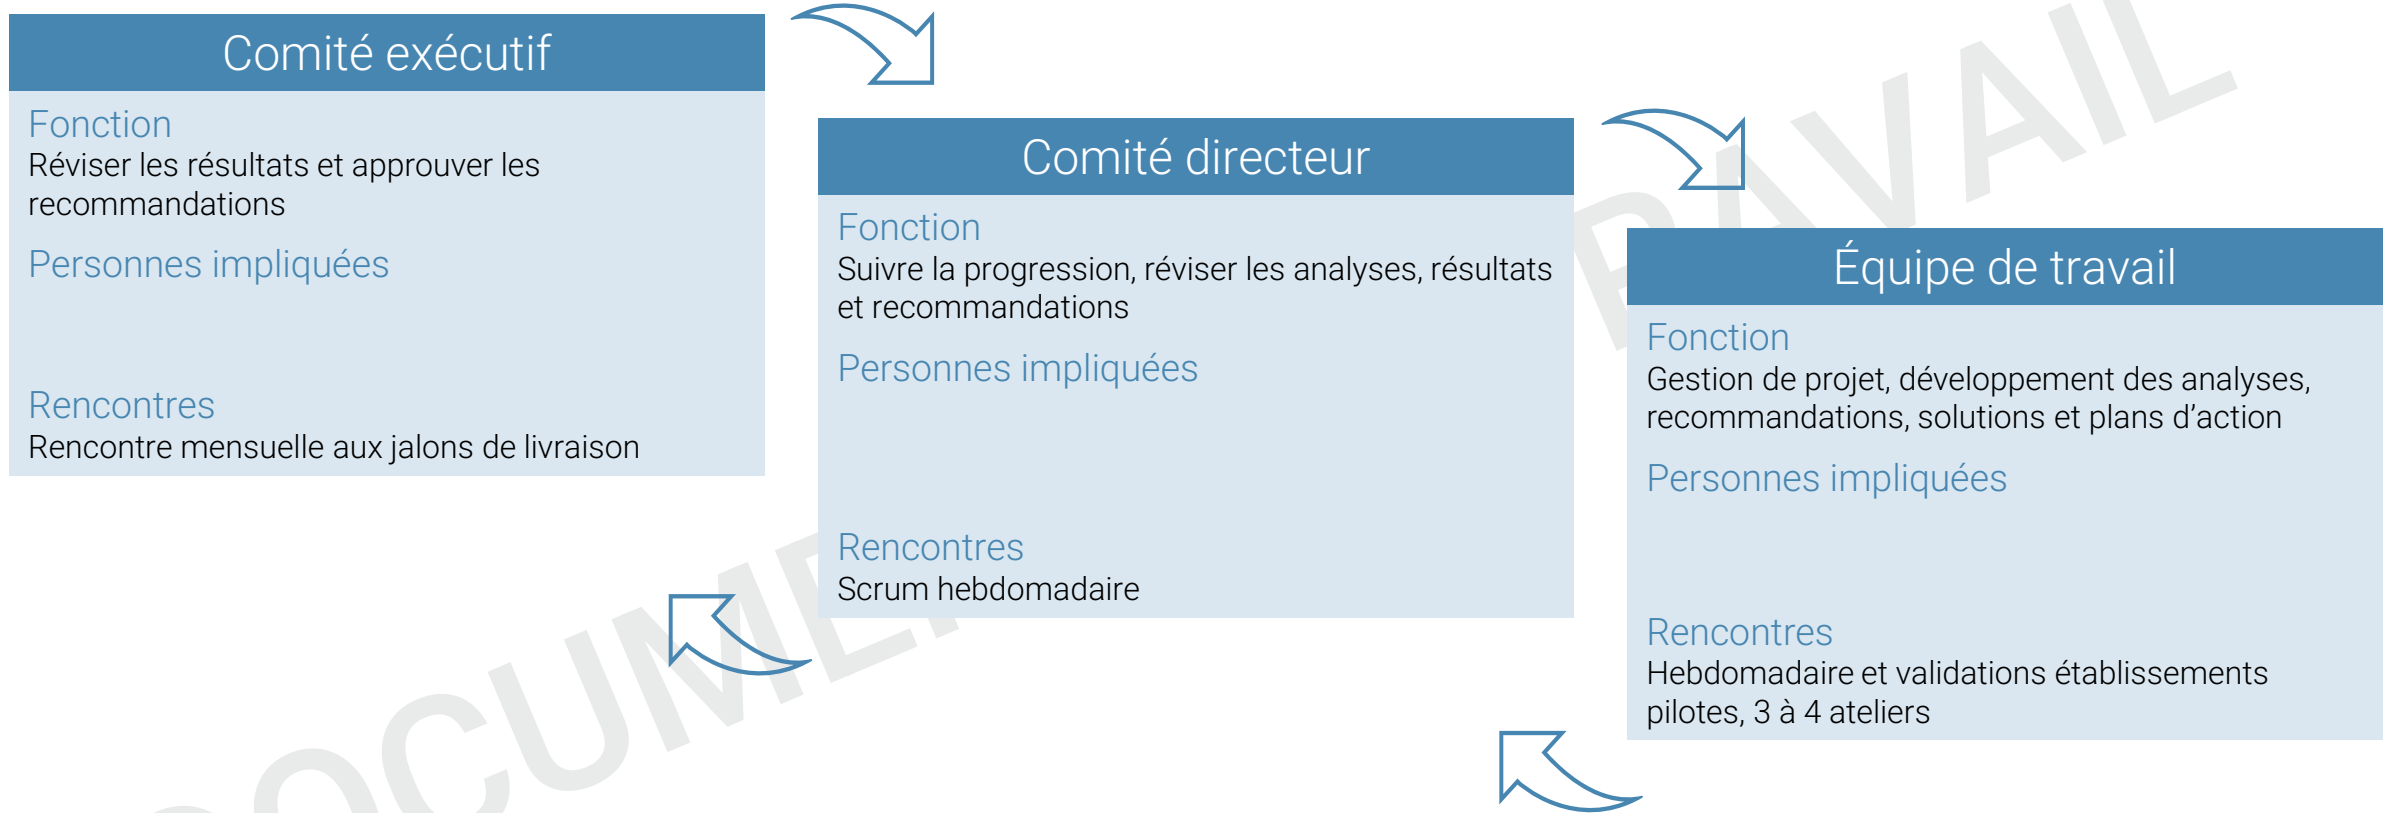 Comité exécutif
Fonction
Réviser les résultats et approuver les
recommandations
Personnes impliquées
Rencontres
Rencontre mensuelle aux jalons de livraison
Comité directeur
Fonction
Suivre la progression, réviser les analyses, résultats
et recommandations
Personnes impliquées
Rencontres
Scrum hebdomadaire
Équipe de travail
Fonction
Gestion de projet, développement des analyses,
recommandations, solutions et plans d’action
Personnes impliquées
Rencontres
Hebdomadaire et validations établissements
pilotes, 3 à 4 ateliers